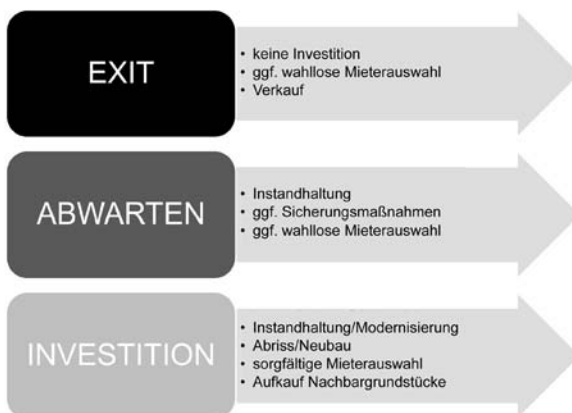 EXIT
• keine Investition
• ggf. wahllose Mieterauswahl
• Verkauf
ABWARTEN
• Instandhaltung
• ggf. Sicherungsmaßnahmen
• ggf. wahllose Mieterauswahl
INVESTITION
• Instandhaltung/Modernisierung
• Abriss/Neubau
• sorgfältige Mieterauswahl
• Aufkauf Nachbargrundstücke